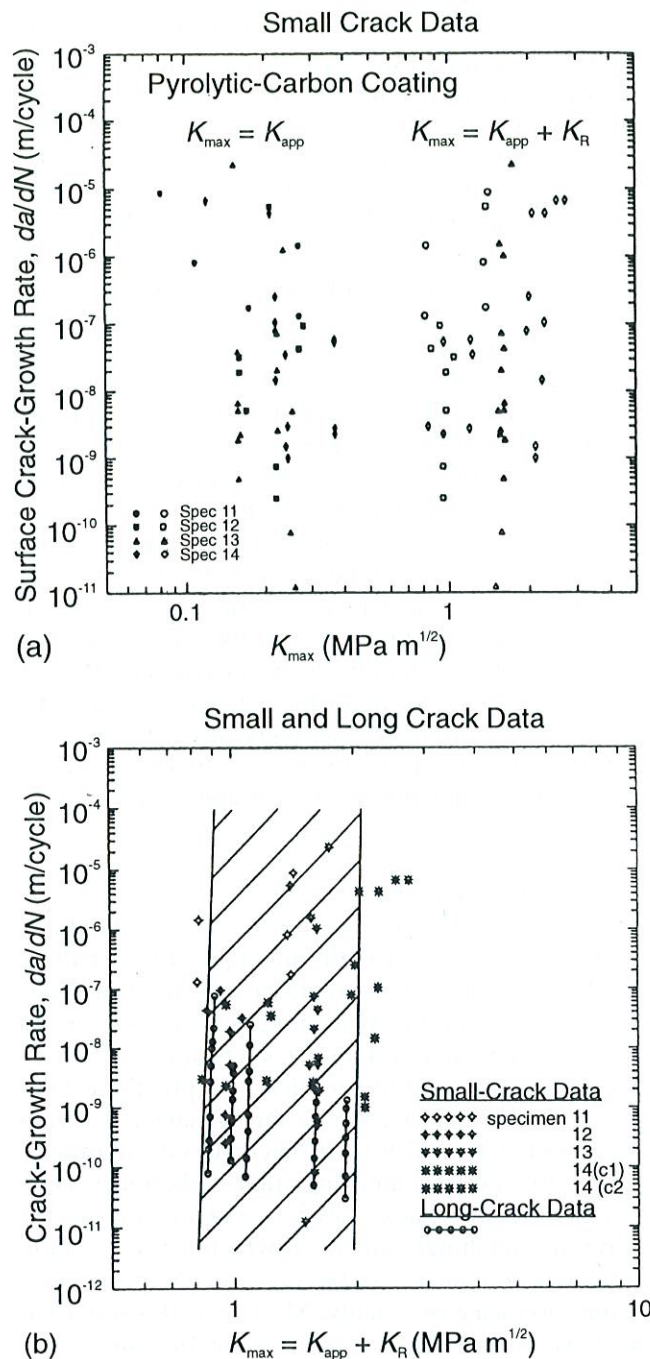 Small Crack Data
Pyrolytic-Carbon Coating
K_max = K_app
K_max = K_app + K_R
Surface Crack-Growth Rate, da/dN (m/cycle)
10^-3
10^-4
10^-5
10^-6
10^-7
10^-8
10^-9
10^-10
10^-11
Spec 11
Spec 12
Spec 13
Spec 14
0.1
1
K_max (MPa m^1/2)
(a)
Small and Long Crack Data
Crack-Growth Rate, da/dN (m/cycle)
10^-3
10^-4
10^-5
10^-6
10^-7
10^-8
10^-9
10^-10
10^-11
10^-12
Small-Crack Data
specimen 11
12
13
14(c1)
14 (c2
Long-Crack Data
1
10
K_max = K_app + K_R (MPa m^1/2)
(b)